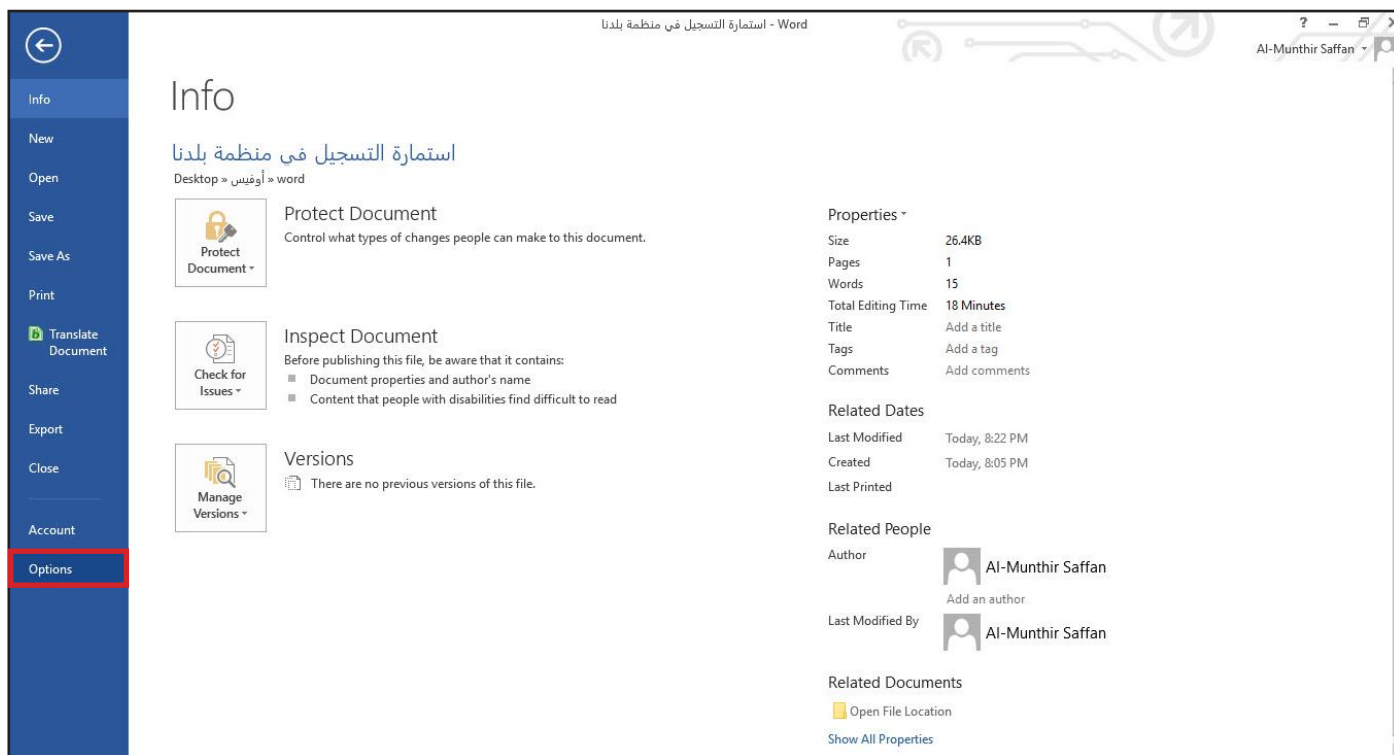 استمارة التسجيل في منظمة بلدنا - Word
?
Al-Munthir Saffan
Info
New
Open
Save
Save As
Print
Translate
Document
Share
Export
Close
Account
Options
Info
استمارة التسجيل في منظمة بلدنا
Desktop » أوفيس » word
Protect
Document
Protect Document
Control what types of changes people can make to this document.
Check for
Issues
Inspect Document
Before publishing this file, be aware that it contains:
Document properties and author's name
Content that people with disabilities find difficult to read
Manage
Versions
Versions
There are no previous versions of this file.
Properties
Size 26.4KB
Pages 1
Words 15
Total Editing Time 18 Minutes
Title Add a title
Tags Add a tag
Comments Add comments
Related Dates
Last Modified Today, 8:22 PM
Created Today, 8:05 PM
Last Printed
Related People
Author Al-Munthir Saffan
Add an author
Last Modified By Al-Munthir Saffan
Related Documents
Open File Location
Show All Properties